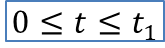 0 ≤ t ≤ t₁